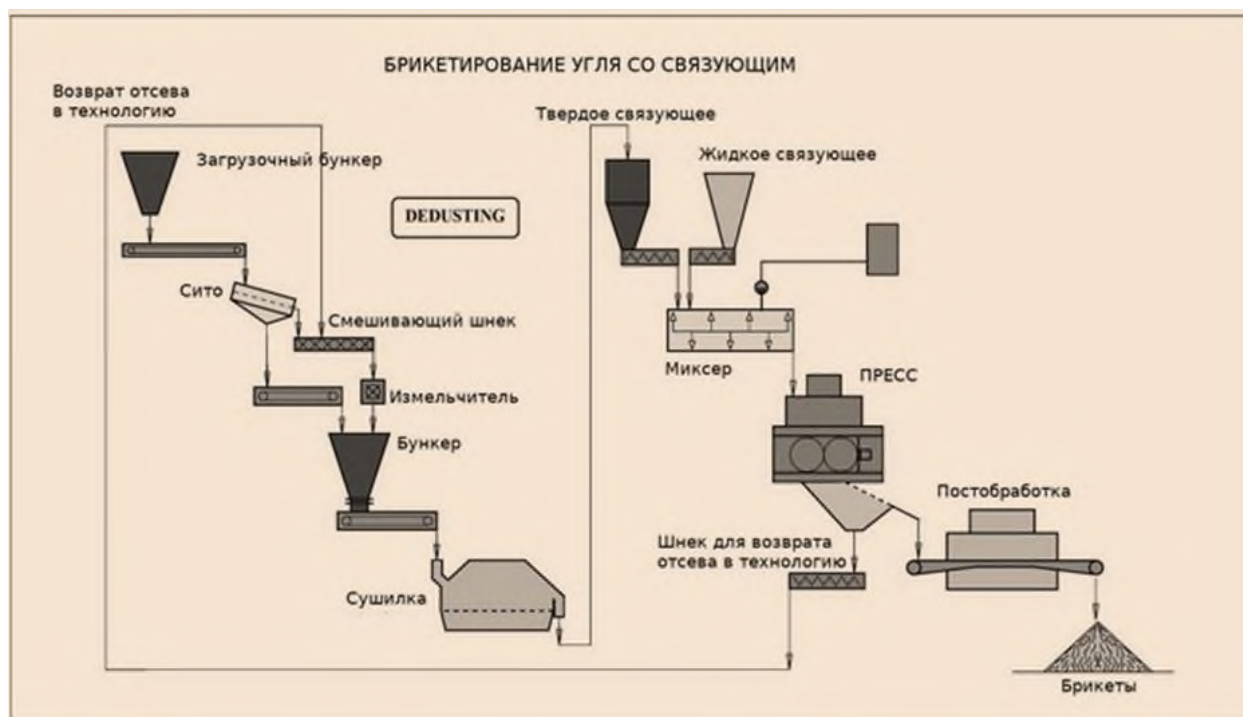 БРИКЕТИРОВАНИЕ УГЛЯ СО СВЯЗУЮЩИМ
Возврат отсева
в технологию
Твердое связующее
Загрузочный бункер
Жидкое связующее
DEDUSTING
Сито
Смешивающий шнек
Миксер
ПРЕСС
Измельчитель
Бункер
Постобработка
Шнек для возврата
отсева в технологию
Сушилка
Брикеты